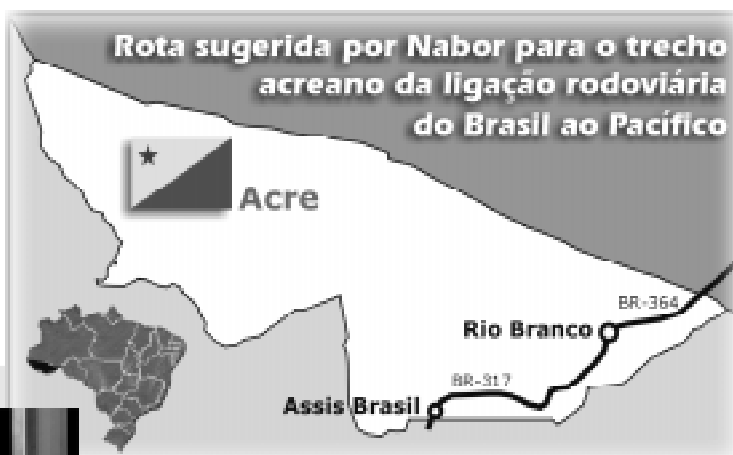 Rota sugerida por Nabor para o trecho
acreano da ligação rodoviária
do Brasil ao Pacífico
Acre
BR-364
Rio Branco
BR-317
Assis Brasil